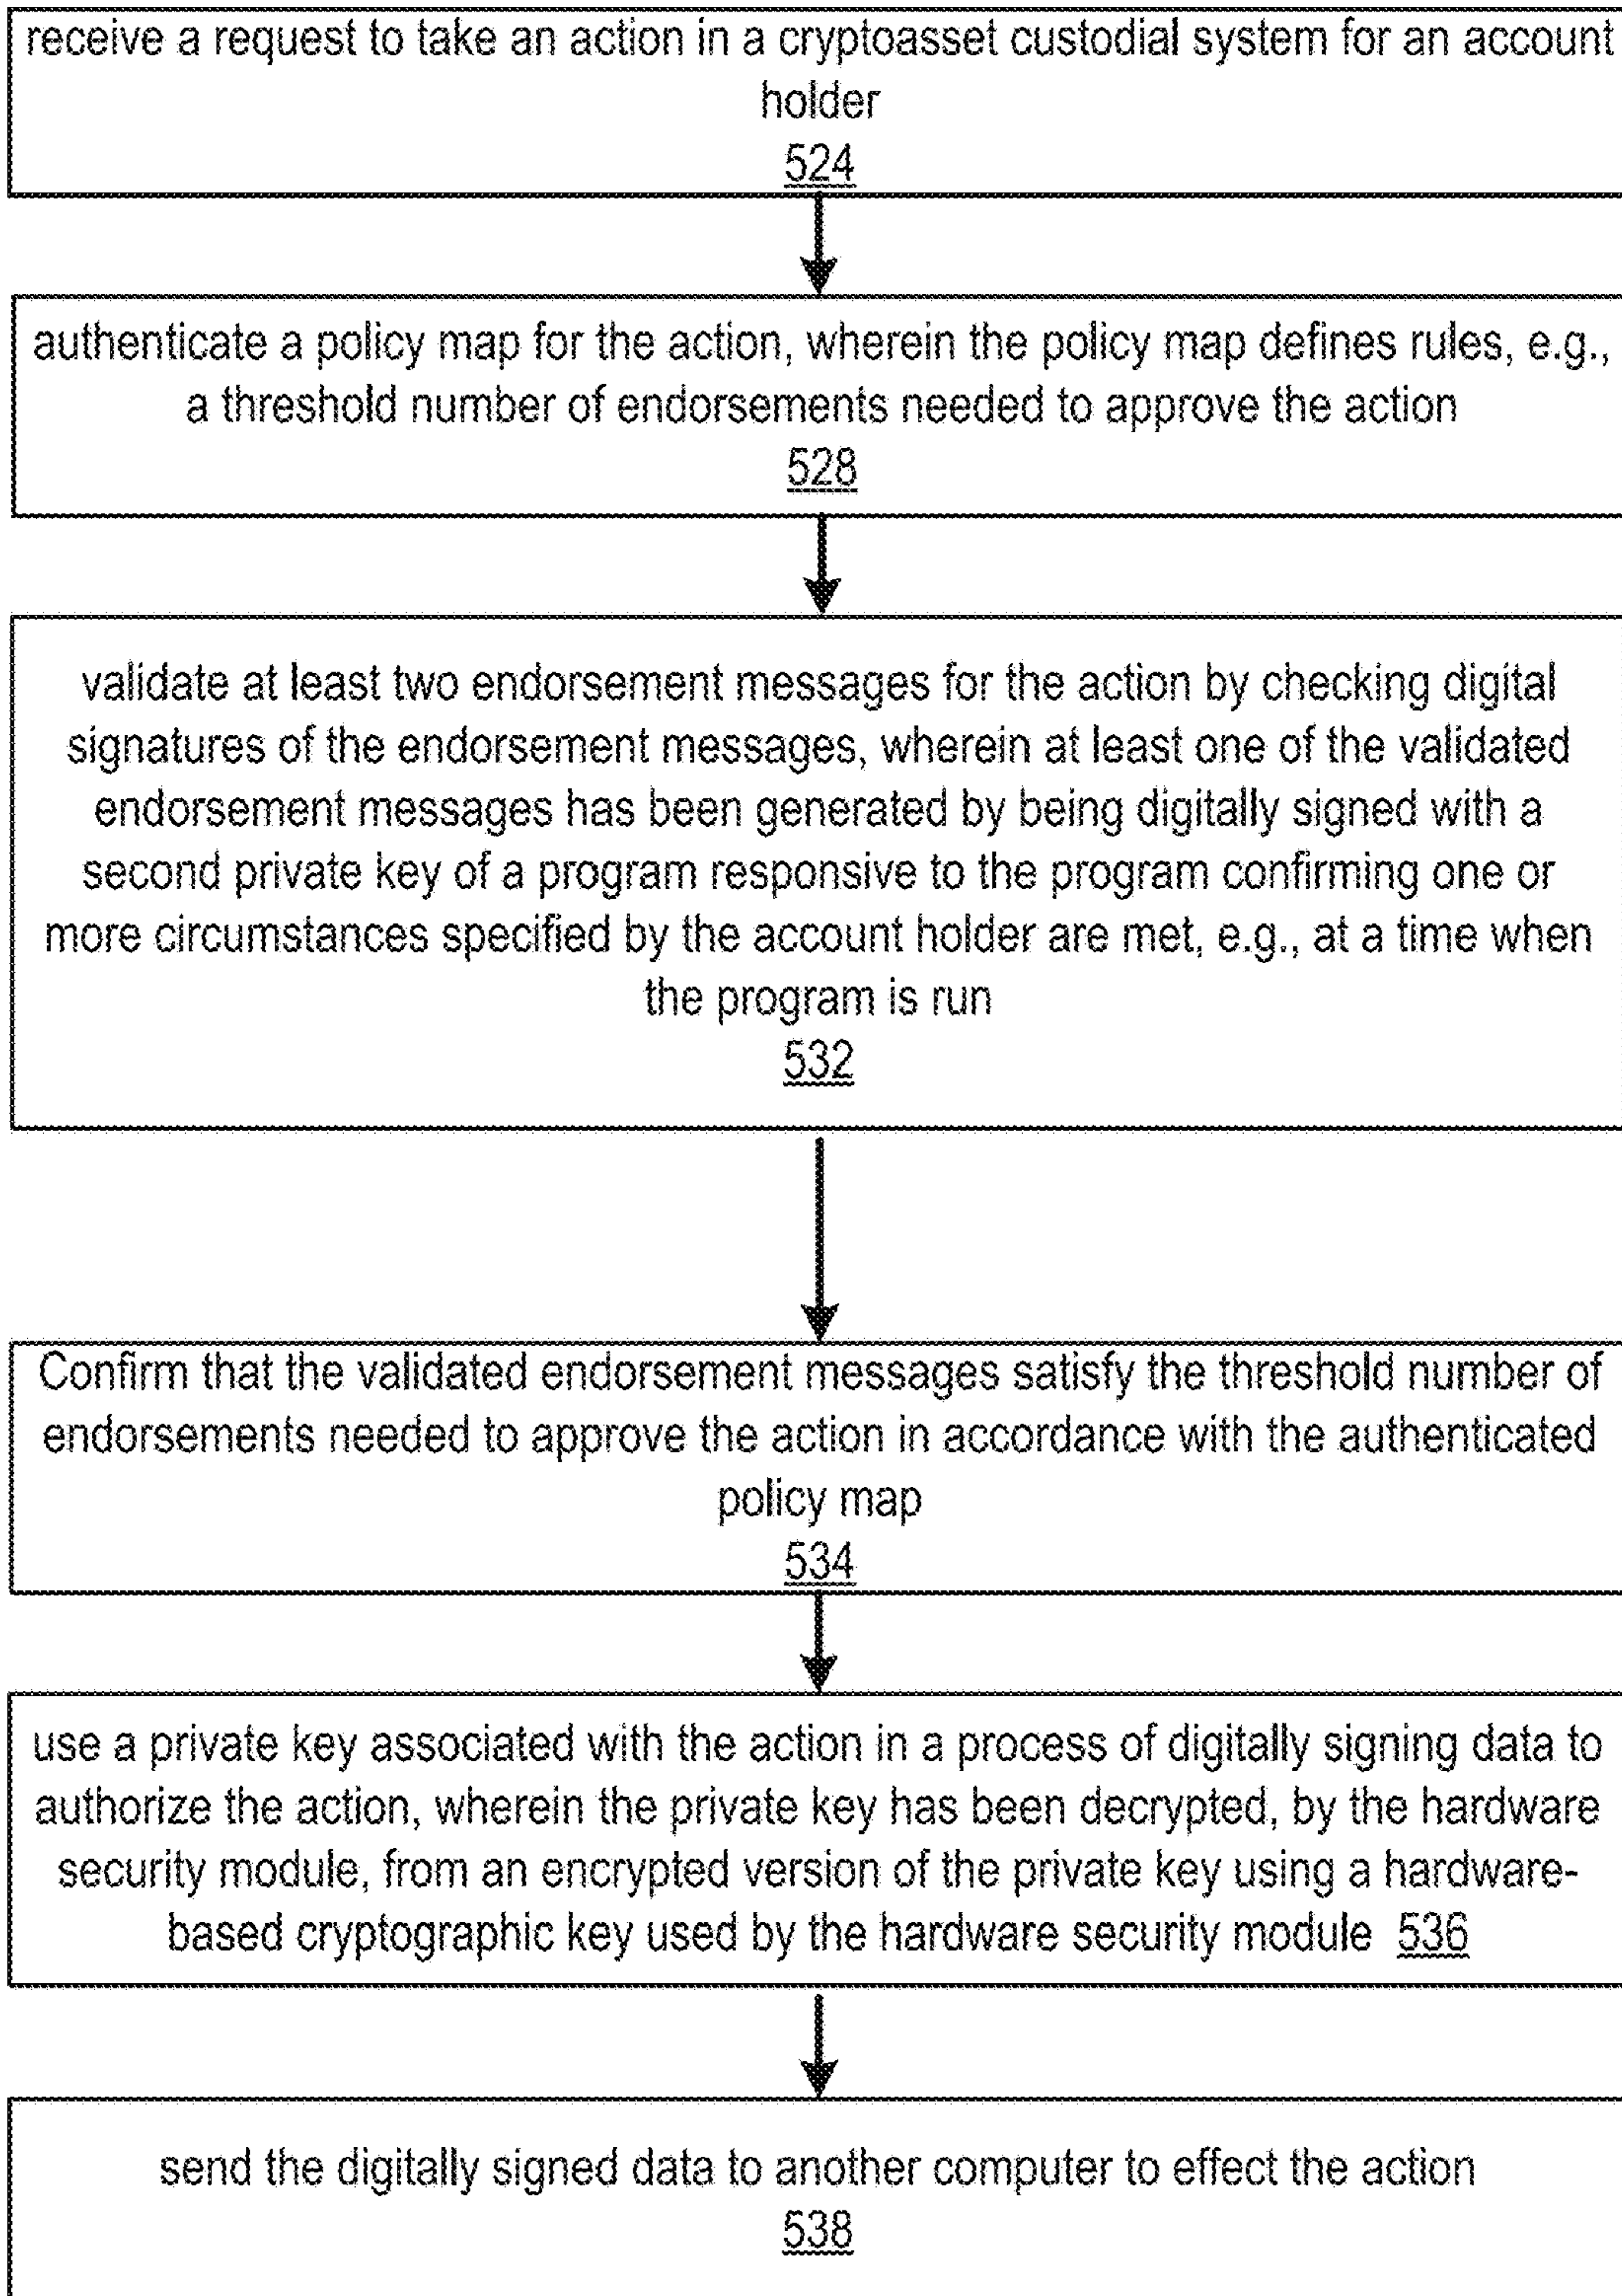 receive a request to take an action in a cryptoasset custodial system for an account
holder
524
authenticate a policy map for the action, wherein the policy map defines rules, e.g.,
a threshold number of endorsements needed to approve the action
528
validate at least two endorsement messages for the action by checking digital
signatures of the endorsement messages, wherein at least one of the validated
endorsement messages has been generated by being digitally signed with a
second private key of a program responsive to the program confirming one or
more circumstances specified by the account holder are met, e.g., at a time when
the program is run
532
Confirm that the validated endorsement messages satisfy the threshold number of
endorsements needed to approve the action in accordance with the authenticated
policy map
534
use a private key associated with the action in a process of digitally signing data to
authorize the action, wherein the private key has been decrypted, by the hardware
security module, from an encrypted version of the private key using a hardware-
based cryptographic key used by the hardware security module 536
send the digitally signed data to another computer to effect the action
538